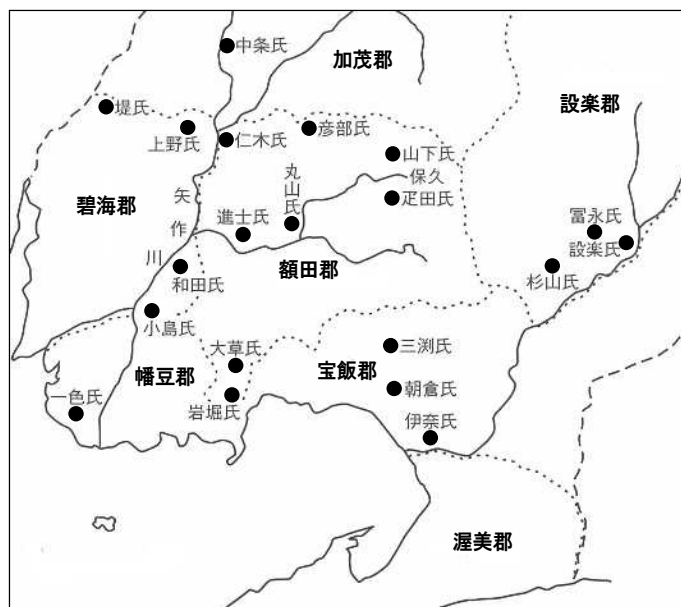 中条氏
加茂郡
設楽郡
堤氏
上野氏
仁木氏
彦部氏
山下氏
保久
丸山氏
疋田氏
碧海郡
矢作川
進士氏
冨永氏
設楽氏
杉山氏
額田郡
和田氏
小島氏
大草氏
三渕氏
幡豆郡
宝飯郡
一色氏
岩堀氏
朝倉氏
伊奈氏
渥美郡